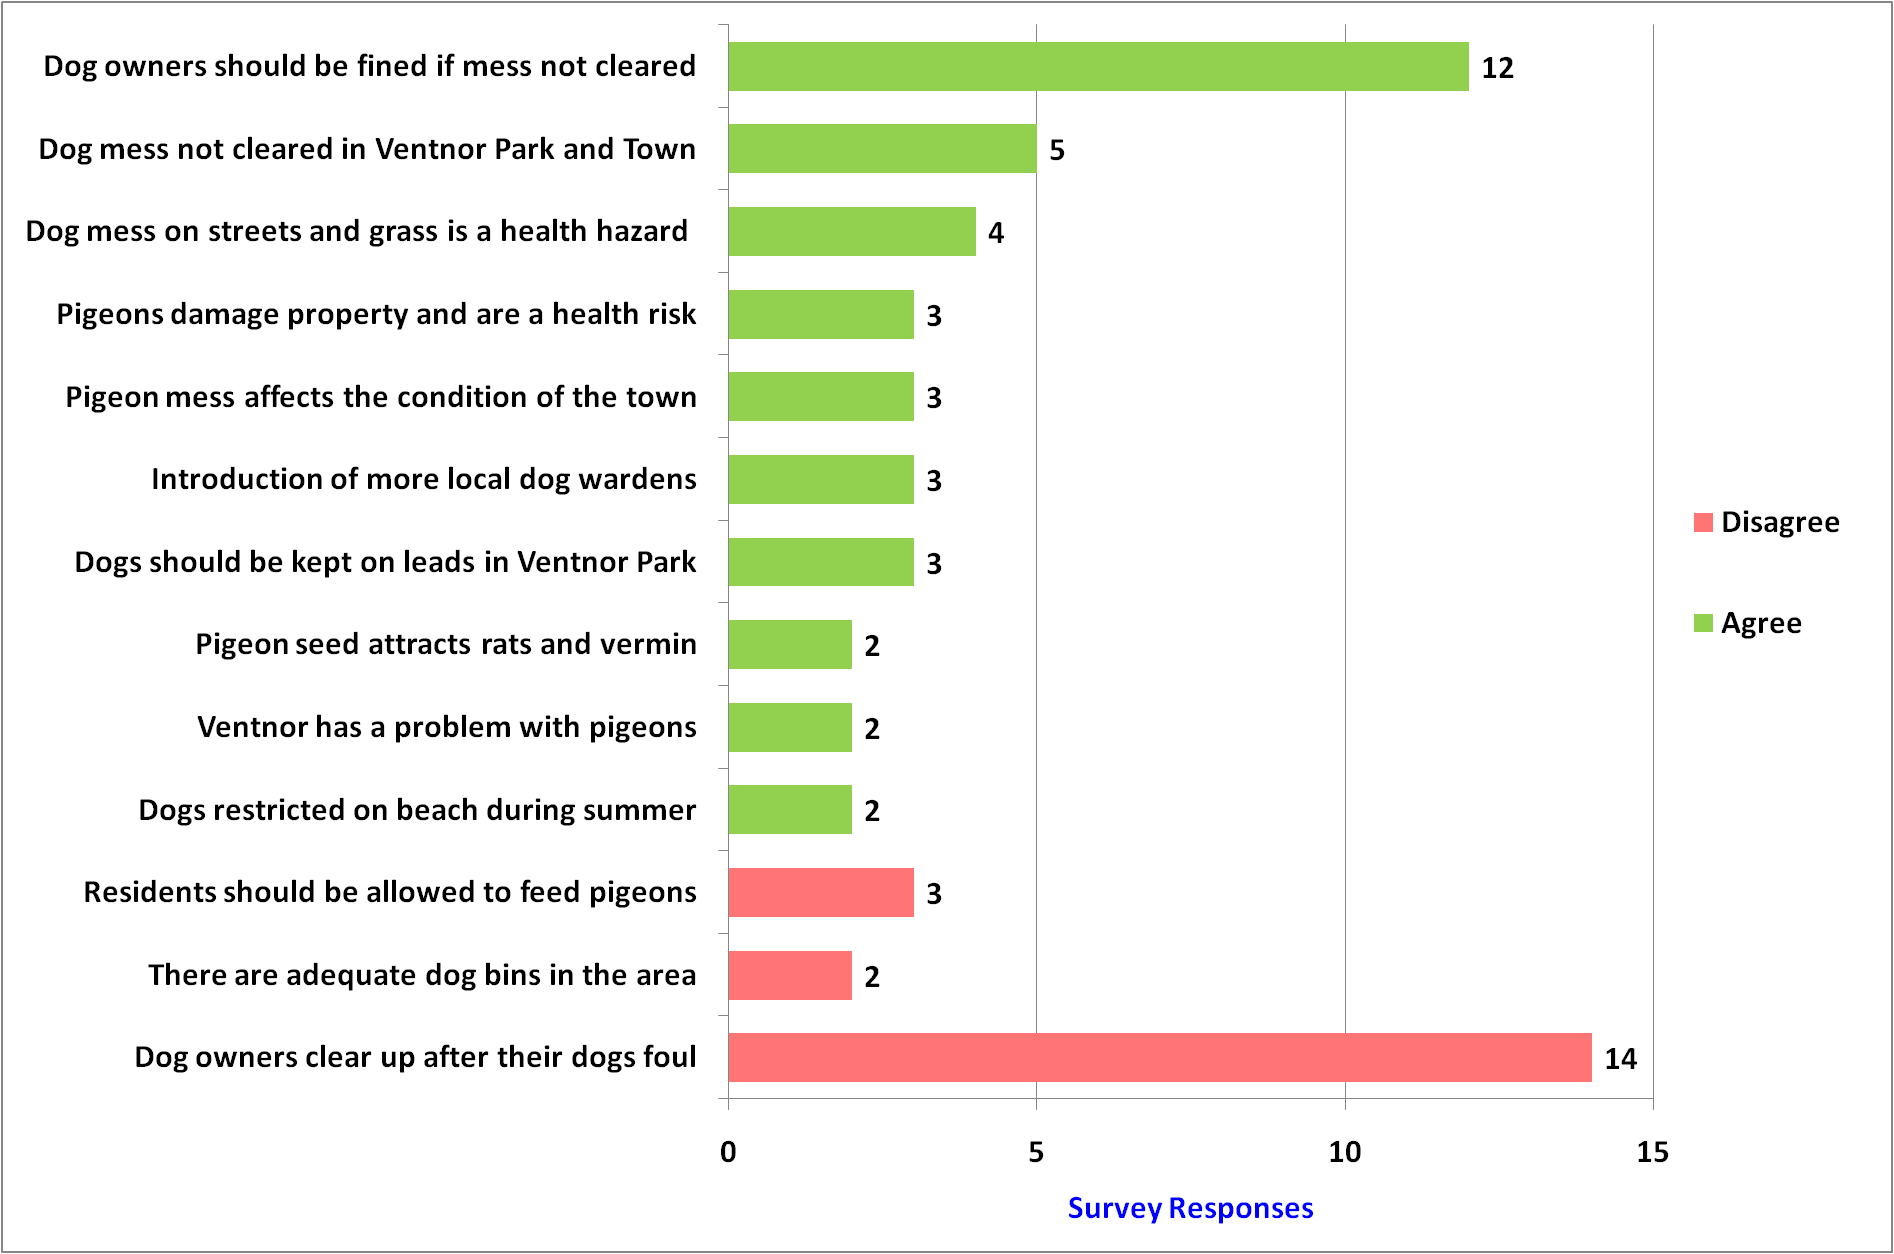 Dog owners should be fined if mess not cleared 12
Dog mess not cleared in Ventnor Park and Town 5
Dog mess on streets and grass is a health hazard 4
Pigeons damage property and are a health risk 3
Pigeon mess affects the condition of the town 3
Introduction of more local dog wardens 3
Dogs should be kept on leads in Ventnor Park 3
Pigeon seed attracts rats and vermin 2
Ventnor has a problem with pigeons 2
Dogs restricted on beach during summer 2
Residents should be allowed to feed pigeons 3
There are adequate dog bins in the area 2
Dog owners clear up after their dogs foul 14
0 5 10 15
Survey Responses
Disagree
Agree